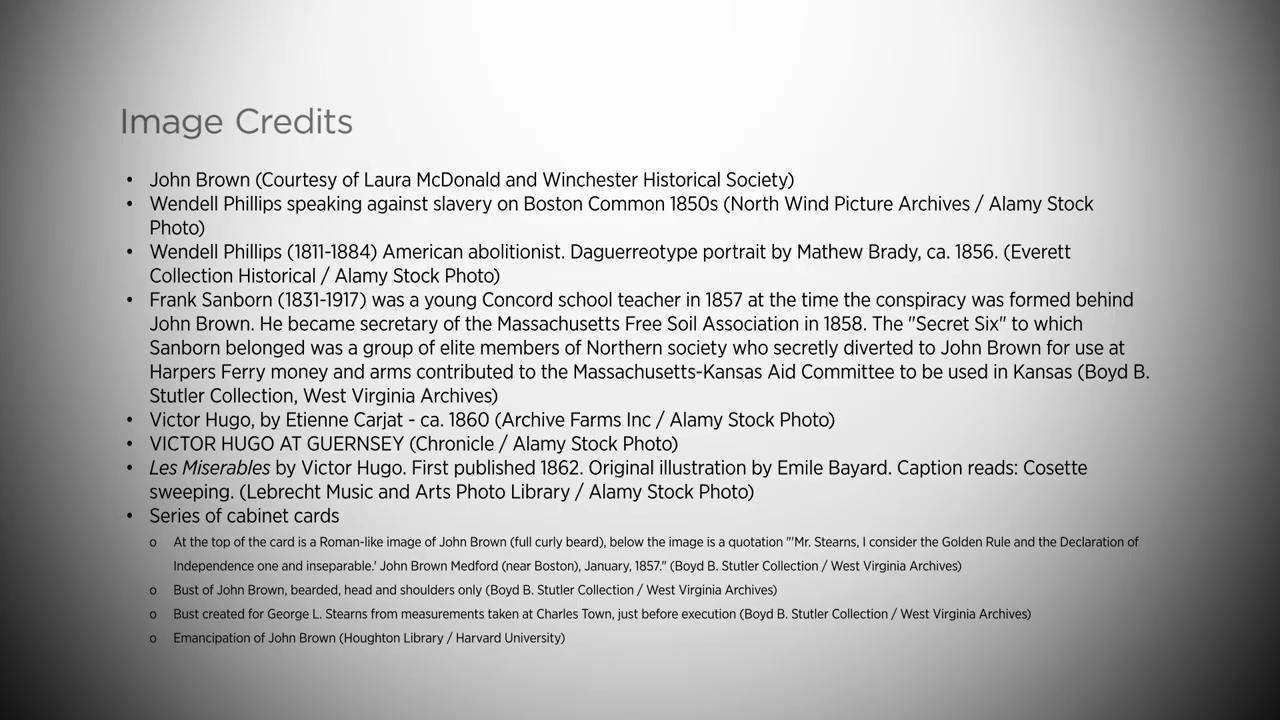 Image Credits
• John Brown (Courtesy of Laura McDonald and Winchester Historical Society)
• Wendell Phillips speaking against slavery on Boston Common 1850s (North Wind Picture Archives / Alamy Stock
Photo)
• Wendell Phillips (1811-1884) American abolitionist. Daguerreotype portrait by Mathew Brady, ca. 1856. (Everett
Collection Historical / Alamy Stock Photo)
• Frank Sanborn (1831-1917) was a young Concord school teacher in 1857 at the time the conspiracy was formed behind
John Brown. He became secretary of the Massachusetts Free Soil Association in 1858. The "Secret Six" to which
Sanborn belonged was a group of elite members of Northern society who secretly diverted to John Brown for use at
Harpers Ferry money and arms contributed to the Massachusetts-Kansas Aid Committee to be used in Kansas (Boyd B.
Stutler Collection, West Virginia Archives)
• Victor Hugo, by Etienne Carjat - ca. 1860 (Archive Farms Inc / Alamy Stock Photo)
• VICTOR HUGO AT GUERNSEY (Chronicle / Alamy Stock Photo)
• Les Miserables by Victor Hugo. First published 1862. Original illustration by Emile Bayard. Caption reads: Cosette
sweeping. (Lebrecht Music and Arts Photo Library / Alamy Stock Photo)
• Series of cabinet cards
o At the top of the card is a Roman-like image of John Brown (full curly beard), below the image is a quotation "'Mr. Stearns, I consider the Golden Rule and the Declaration of
Independence one and inseparable.' John Brown Medford (near Boston), January, 1857." (Boyd B. Stutler Collection / West Virginia Archives)
o Bust of John Brown, bearded, head and shoulders only (Boyd B. Stutler Collection / West Virginia Archives)
o Bust created for George L. Stearns from measurements taken at Charles Town, just before execution (Boyd B. Stutler Collection / West Virginia Archives)
o Emancipation of John Brown (Houghton Library / Harvard University)